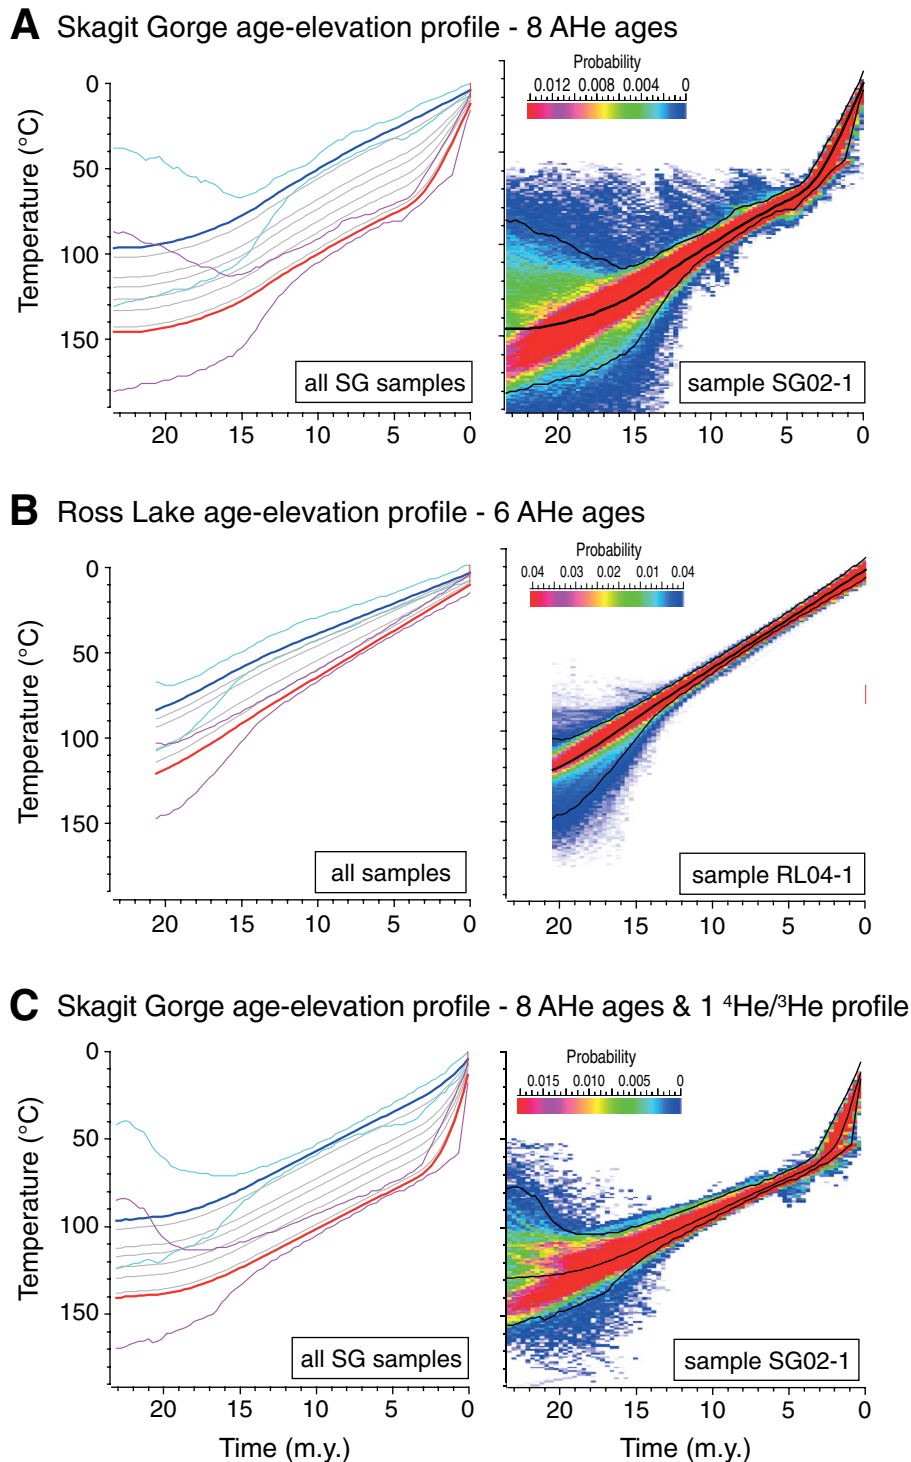 A Skagit Gorge age-elevation profile - 8 AHe ages
Probability
0.012 0.008 0.004 0
0
50
100
150
Temperature (°C)
all SG samples
sample SG02-1
20 15 10 5 0
20 15 10 5 0
B Ross Lake age-elevation profile - 6 AHe ages
Probability
0.04 0.03 0.02 0.01 0.04
0
50
100
150
Temperature (°C)
all samples
sample RL04-1
20 15 10 5 0
20 15 10 5 0
C Skagit Gorge age-elevation profile - 8 AHe ages & 1 ⁴He/³He profile
Probability
0.015 0.010 0.005 0
0
50
100
150
Temperature (°C)
all SG samples
sample SG02-1
20 15 10 5 0
20 15 10 5 0
Time (m.y.)
Time (m.y.)